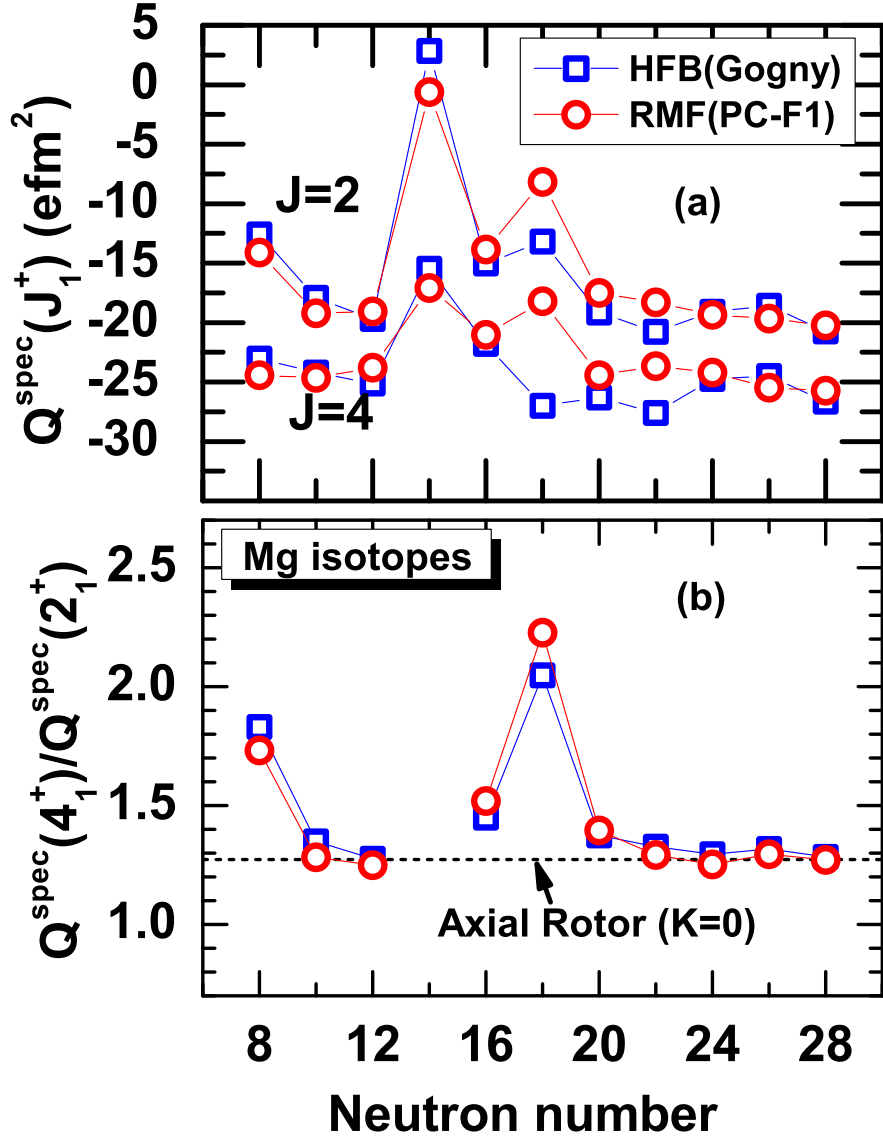 5
0
-5
-10
-15
-20
-25
-30
Q^spec(J_1^+) (efm^2)
HFB(Gogny)
RMF(PC-F1)
J=2
(a)
J=4
Mg isotopes
(b)
2.5
2.0
1.5
1.0
Q^spec(4_1^+)/Q^spec(2_1^+)
Axial Rotor (K=0)
8 12 16 20 24 28
Neutron number